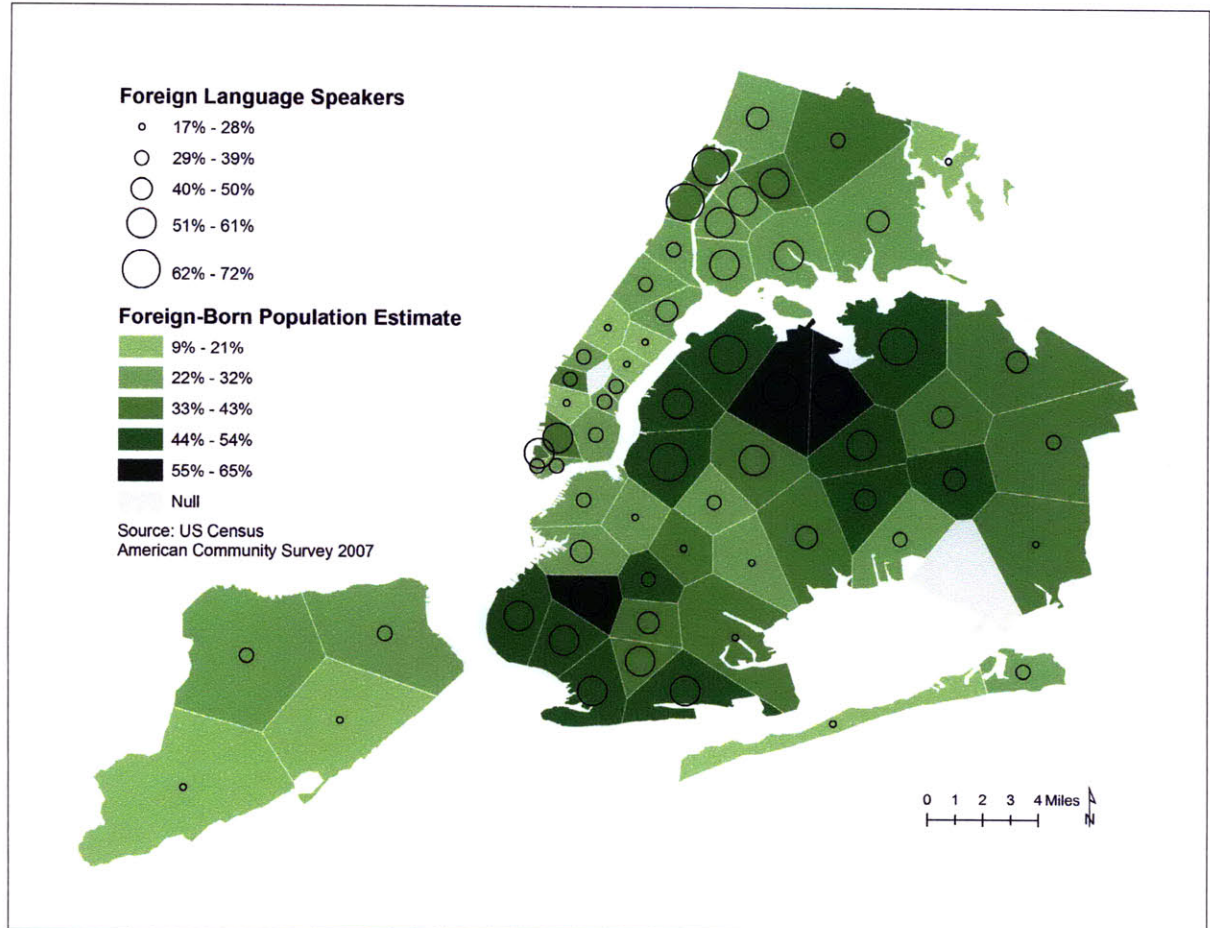 Foreign Language Speakers
17% - 28%
29% - 39%
40% - 50%
51% - 61%
62% - 72%
Foreign-Born Population Estimate
9% - 21%
22% - 32%
33% - 43%
44% - 54%
55% - 65%
Null
Source: US Census
American Community Survey 2007
0 1 2 3 4 Miles
N